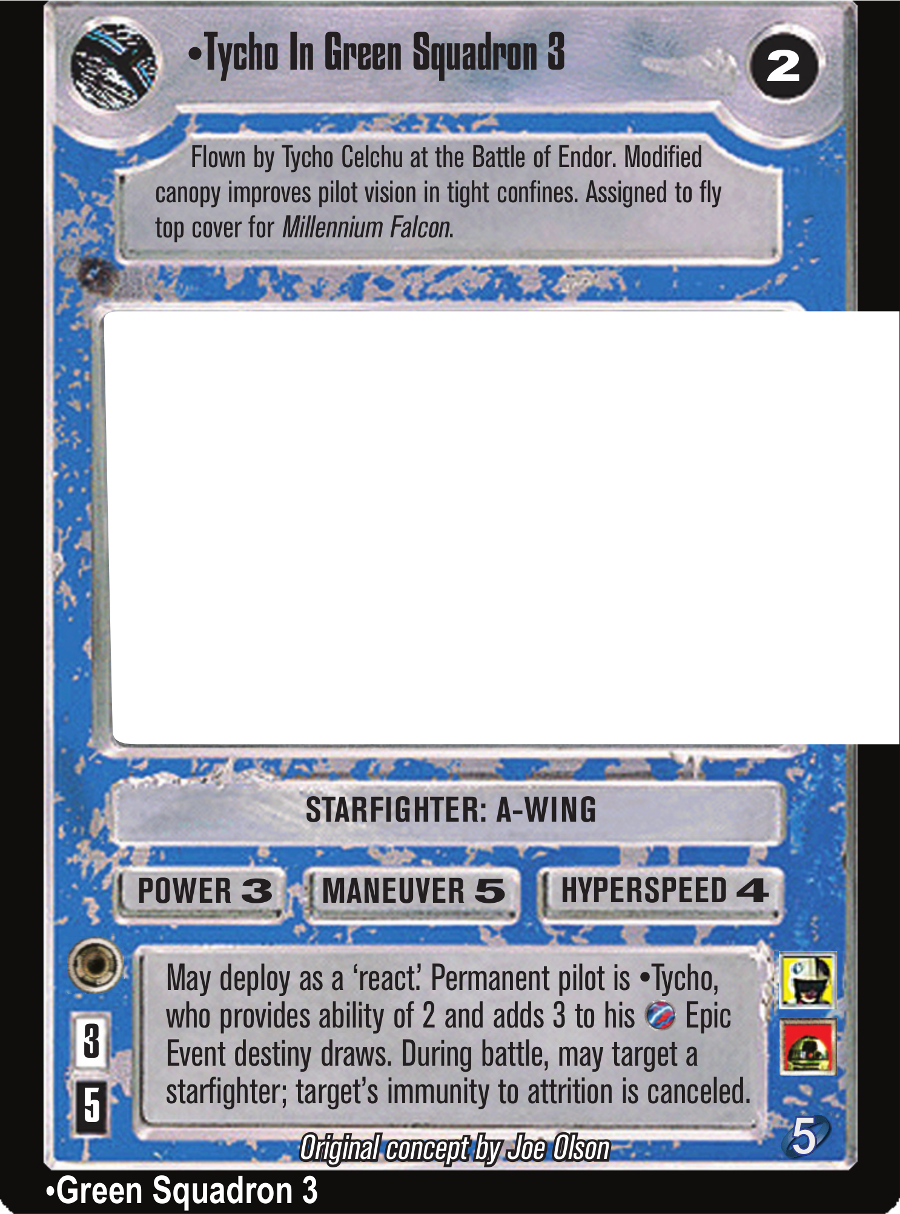 •Tycho In Green Squadron 3
2
Flown by Tycho Celchu at the Battle of Endor. Modified
canopy improves pilot vision in tight confines. Assigned to fly
top cover for Millennium Falcon.
STARFIGHTER: A-WING
POWER 3
MANEUVER 5
HYPERSPEED 4
May deploy as a ‘react’. Permanent pilot is •Tycho,
who provides ability of 2 and adds 3 to his Epic
Event destiny draws. During battle, may target a
starfighter; target’s immunity to attrition is canceled.
3
5
5
Original concept by Joe Olson
•Green Squadron 3